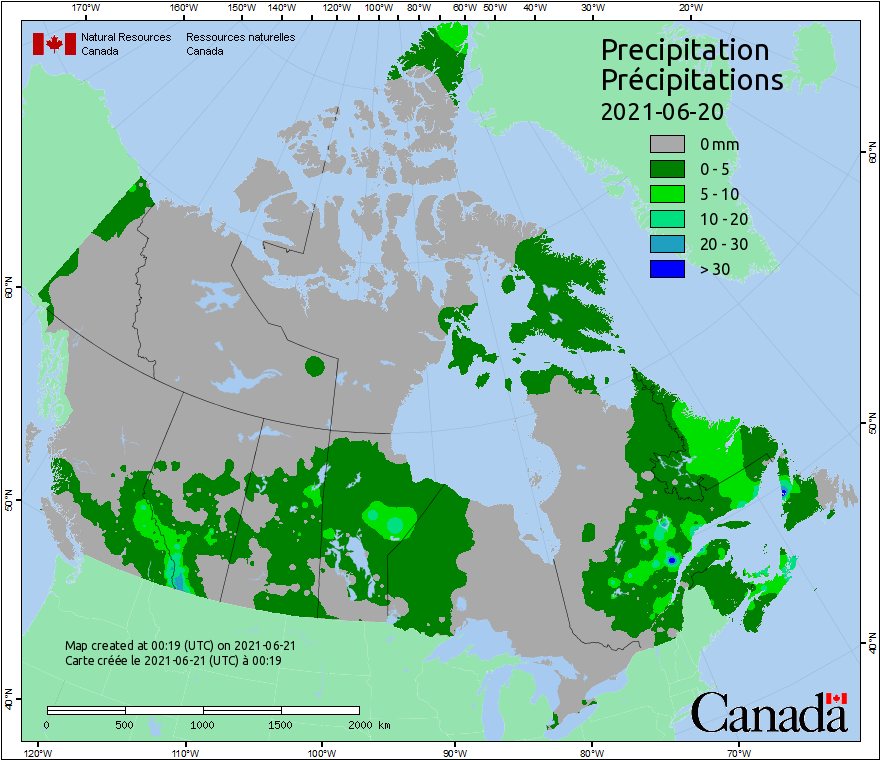 170°W 160°W 150°W 140°W 130°W 120°W 110°W 100°W 90°W 80°W 60°W 50°W 40°W 30°W 20°W
Natural Resources Ressources naturelles
Canada Canada
Precipitation
Précipitations
2021-06-20
0 mm
0 - 5
5 - 10
10 - 20
20 - 30
> 30
60°N
60°N
50°N
50°N
40°N
40°N
Map created at 00:19 (UTC) on 2021-06-21
Carte créée le 2021-06-21 (UTC) à 00:19
0 500 1000 1500 2000 km
Canada
120°W 110°W 100°W 90°W 80°W 70°W